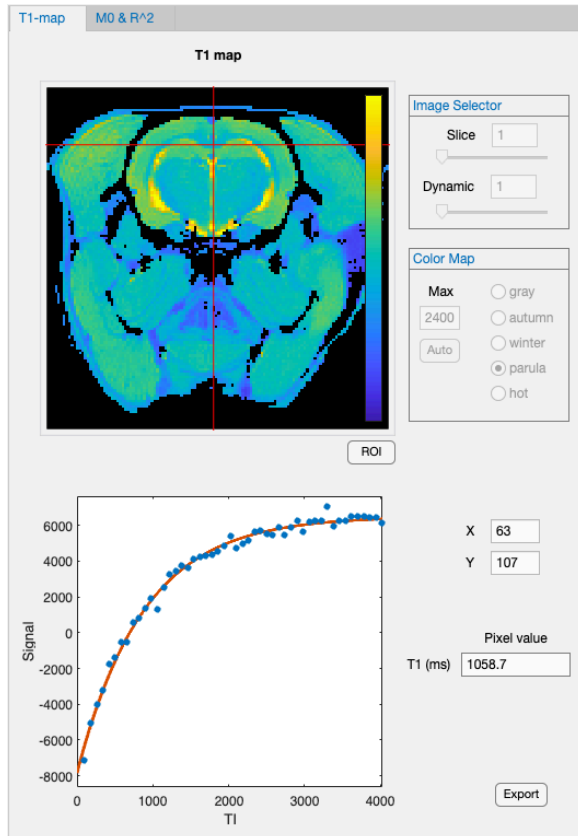 T1-map
M0 & R^2
T1 map
Image Selector
Slice 1
Dynamic 1
Color Map
Max
2400
Auto
gray
autumn
winter
parula
hot
ROI
6000
4000
2000
0
-2000
-4000
-6000
-8000
Signal
0 1000 2000 3000 4000
TI
X 63
Y 107
Pixel value
T1 (ms) 1058.7
Export